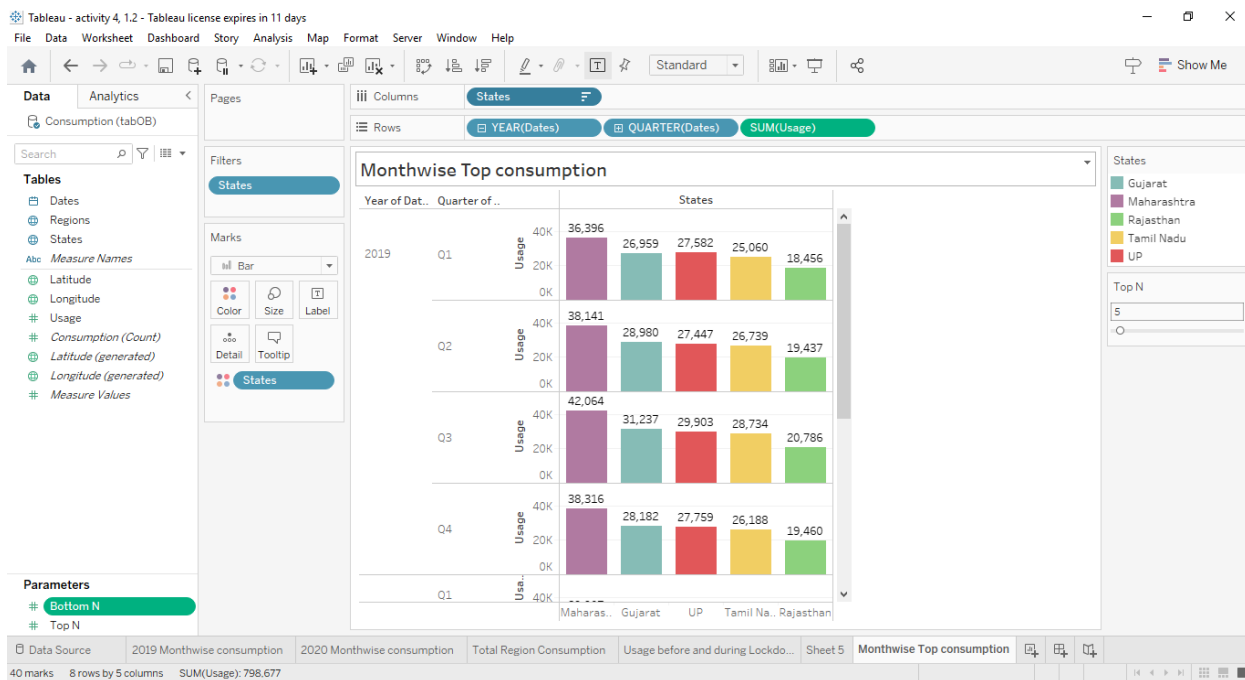 Tableau - activity 4, 1.2 - Tableau license expires in 11 days
File Data Worksheet Dashboard Story Analysis Map Format Server Window Help
Standard
Show Me
Data Analytics
Consumption (tabOB)
Search
Tables
Dates
Regions
States
Abc Measure Names
Latitude
Longitude
# Usage
# Consumption (Count)
Latitude (generated)
Longitude (generated)
# Measure Values
Parameters
# Bottom N
# Top N
Pages
Filters
States
Marks
Bar
Color Size Label
Detail Tooltip
States
Columns States
Rows YEAR(Dates) QUARTER(Dates) SUM(Usage)
Monthwise Top consumption
Year of Dat.. Quarter of .. States
2019 Q1 Usage 40K 20K 0K 36,396 26,959 27,582 25,060 18,456
Q2 Usage 40K 20K 0K 38,141 28,980 27,447 26,739 19,437
Q3 Usage 40K 20K 0K 42,064 31,237 29,903 28,734 20,786
Q4 Usage 40K 20K 0K 38,316 28,182 27,759 26,188 19,460
Q1 Usa.. 40K
Maharas.. Gujarat UP Tamil Na.. Rajasthan
States
Gujarat
Maharashtra
Rajasthan
Tamil Nadu
UP
Top N
5
Data Source 2019 Monthwise consumption 2020 Monthwise consumption Total Region Consumption Usage before and during Lockdo... Sheet 5 Monthwise Top consumption
40 marks 8 rows by 5 columns SUM(Usage): 798,677